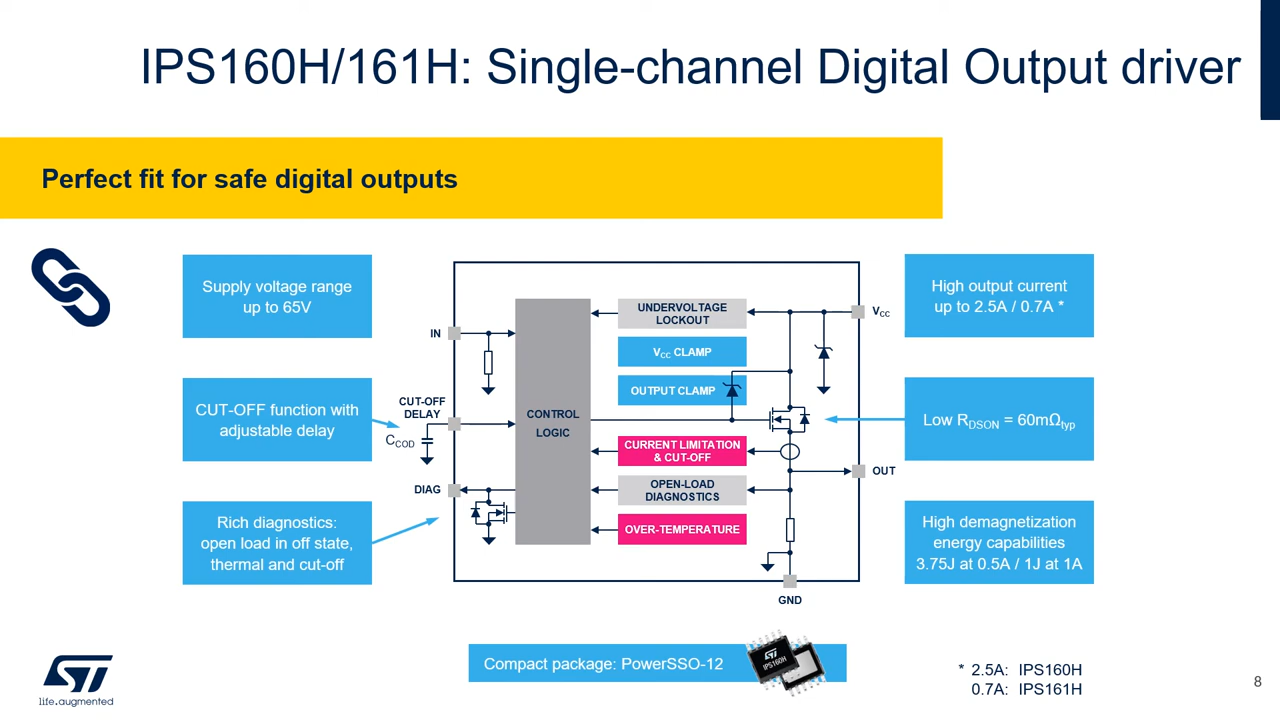 IPS160H/161H: Single-channel Digital Output driver
Perfect fit for safe digital outputs
Supply voltage range
up to 65V
CUT-OFF function with
adjustable delay
Rich diagnostics:
open load in off state,
thermal and cut-off
IN
CUT-OFF
DELAY
CCOD
DIAG
CONTROL
LOGIC
UNDERVOLTAGE
LOCKOUT
VCC CLAMP
OUTPUT CLAMP
CURRENT LIMITATION
& CUT-OFF
OPEN-LOAD
DIAGNOSTICS
OVER-TEMPERATURE
VCC
OUT
GND
High output current
up to 2.5A / 0.7A *
Low RDSON = 60mΩtyp
High demagnetization
energy capabilities
3.75J at 0.5A / 1J at 1A
Compact package: PowerSSO-12
ST
IPS160H
ST
life.augmented
* 2.5A: IPS160H
0.7A: IPS161H
8